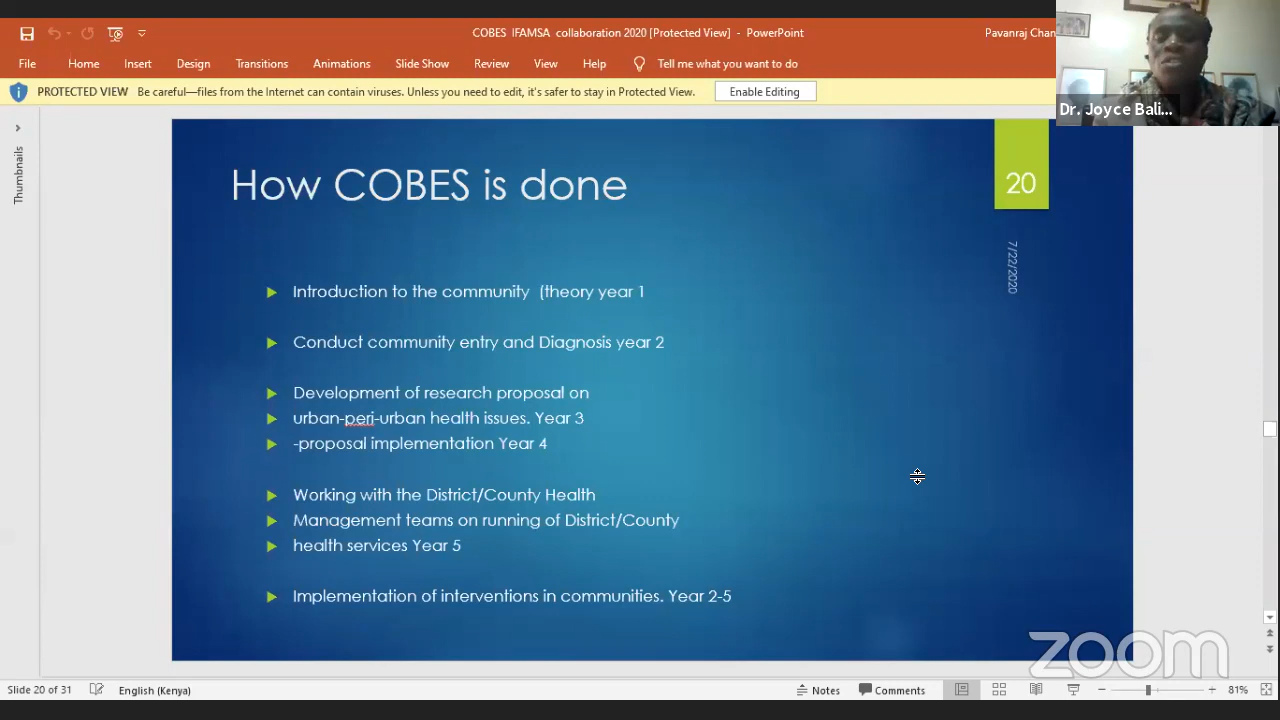 COBES IFAMSA collaboration 2020 [Protected View] - PowerPoint
Pavanraj Chan
File Home Insert Design Transitions Animations Slide Show Review View Help Tell me what you want to do
PROTECTED VIEW Be careful—files from the Internet can contain viruses. Unless you need to edit, it's safer to stay in Protected View. Enable Editing
Dr. Joyce Bali...
Thumbnails
How COBES is done
20
7/22/2020
Introduction to the community (theory year 1
Conduct community entry and Diagnosis year 2
Development of research proposal on
urban-peri-urban health issues. Year 3
-proposal implementation Year 4
Working with the District/County Health
Management teams on running of District/County
health services Year 5
Implementation of interventions in communities. Year 2-5
zoom
Slide 20 of 31 English (Kenya) Notes Comments 81%